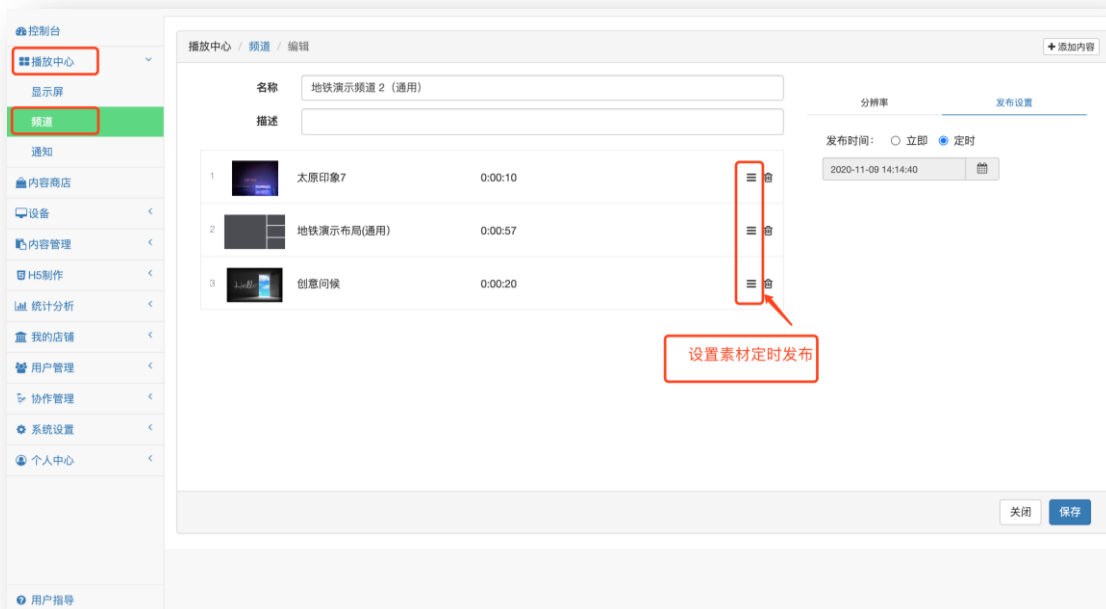 控制台
播放中心
显示屏
频道
通知
内容商店
设备
内容管理
H5制作
统计分析
我的店铺
用户管理
协作管理
系统设置
个人中心
用户指导
播放中心 / 频道 / 编辑
添加内容
名称 地铁演示频道 2（通用）
描述
分辨率 发布设置
发布时间： 立即 定时
2020-11-09 14:14:40
1 太原印象7 0:00:10
2 地铁演示布局(通用） 0:00:57
3 创意问候 0:00:20
设置素材定时发布
关闭 保存